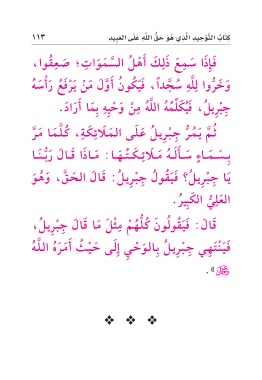 كتاب التوحيد الذي هو حق الله على العبيد ١١٣
فَإِذَا سَمِعَ ذَلِكَ أَهْلُ السَّمَوَاتِ؛ صَعِقُوا،
وَخَرُّوا لِلَّهِ سُجَّداً، فَيَكُونُ أَوَّلَ مَنْ يَرْفَعُ رَأْسَهُ
جِبْرِيلُ، فَيُكَلِّمُهُ اللَّهُ مِنْ وَحْيِهِ بِمَا أَرَادَ.
ثُمَّ يَمُرُّ جِبْرِيلُ عَلَى المَلَائِكَةِ، كُلَّمَا مَرَّ
بِسَمَاءٍ سَأَلَهُ مَلَائِكَتُهَا: مَاذَا قَالَ رَبُّنَا
يَا جِبْرِيلُ؟ فَيَقُولُ جِبْرِيلُ: قَالَ الحَقَّ، وَهُوَ
العَلِيُّ الكَبِيرُ.
قَالَ: فَيَقُولُونَ كُلُّهُمْ مِثْلَ مَا قَالَ جِبْرِيلُ،
فَيَنْتَهِي جِبْرِيلُ بِالوَحْيِ إِلَى حَيْثُ أَمَرَهُ اللَّهُ
ﷻ».